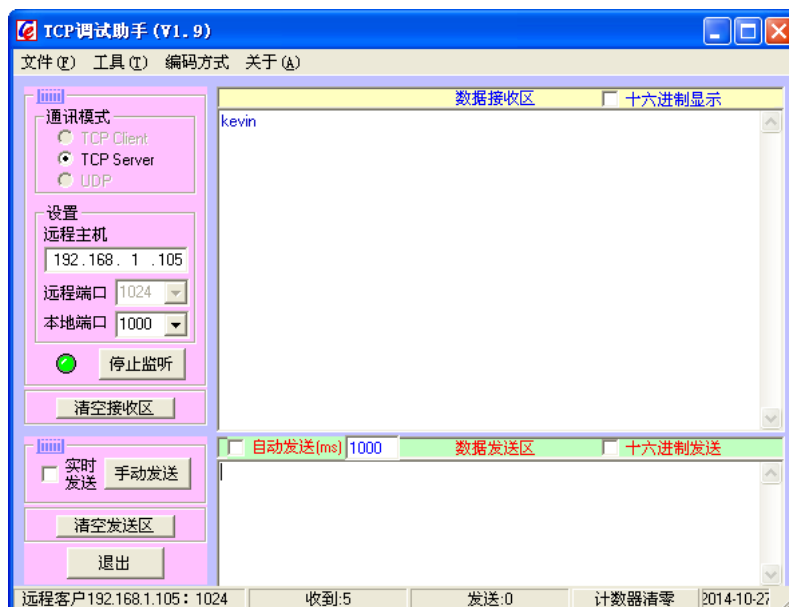 TCP调试助手(V1.9)
文件(F) 工具(T) 编码方式 关于(A)
通讯模式
TCP Client
TCP Server
UDP
设置
远程主机
192.168. 1 .105
远程端口 1024
本地端口 1000
停止监听
清空接收区
数据接收区 十六进制显示
kevin
自动发送(ms) 1000 数据发送区 十六进制发送
实时
发送
手动发送
清空发送区
退出
远程客户192.168.1.105：1024 收到:5 发送:0 计数器清零 2014-10-27